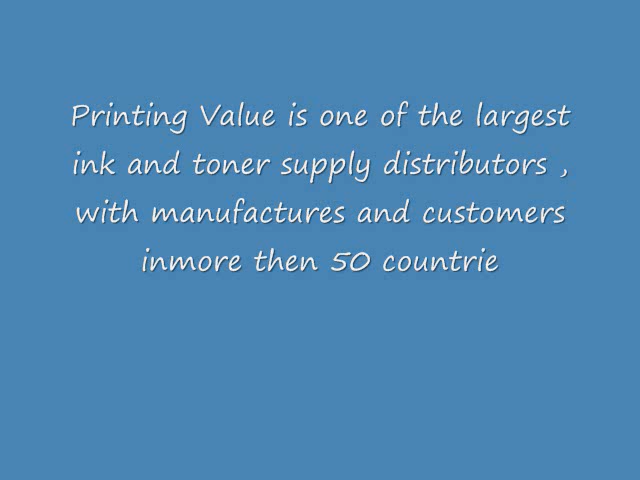 Printing Value is one of the largest
ink and toner supply distributors ,
with manufactures and customers
inmore then 50 countrie